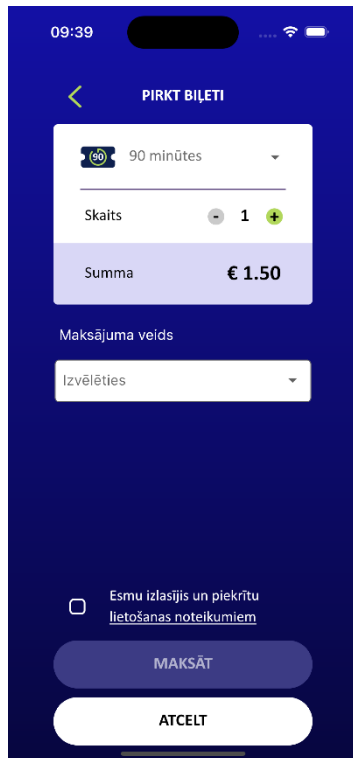 09:39
PIRKT BIĻETI
90
90 minūtes
Skaits
- 1 +
Summa
€ 1.50
Maksājuma veids
Izvēlēties
Esmu izlasījis un piekrītu
lietošanas noteikumiem
MAKSĀT
ATCELT